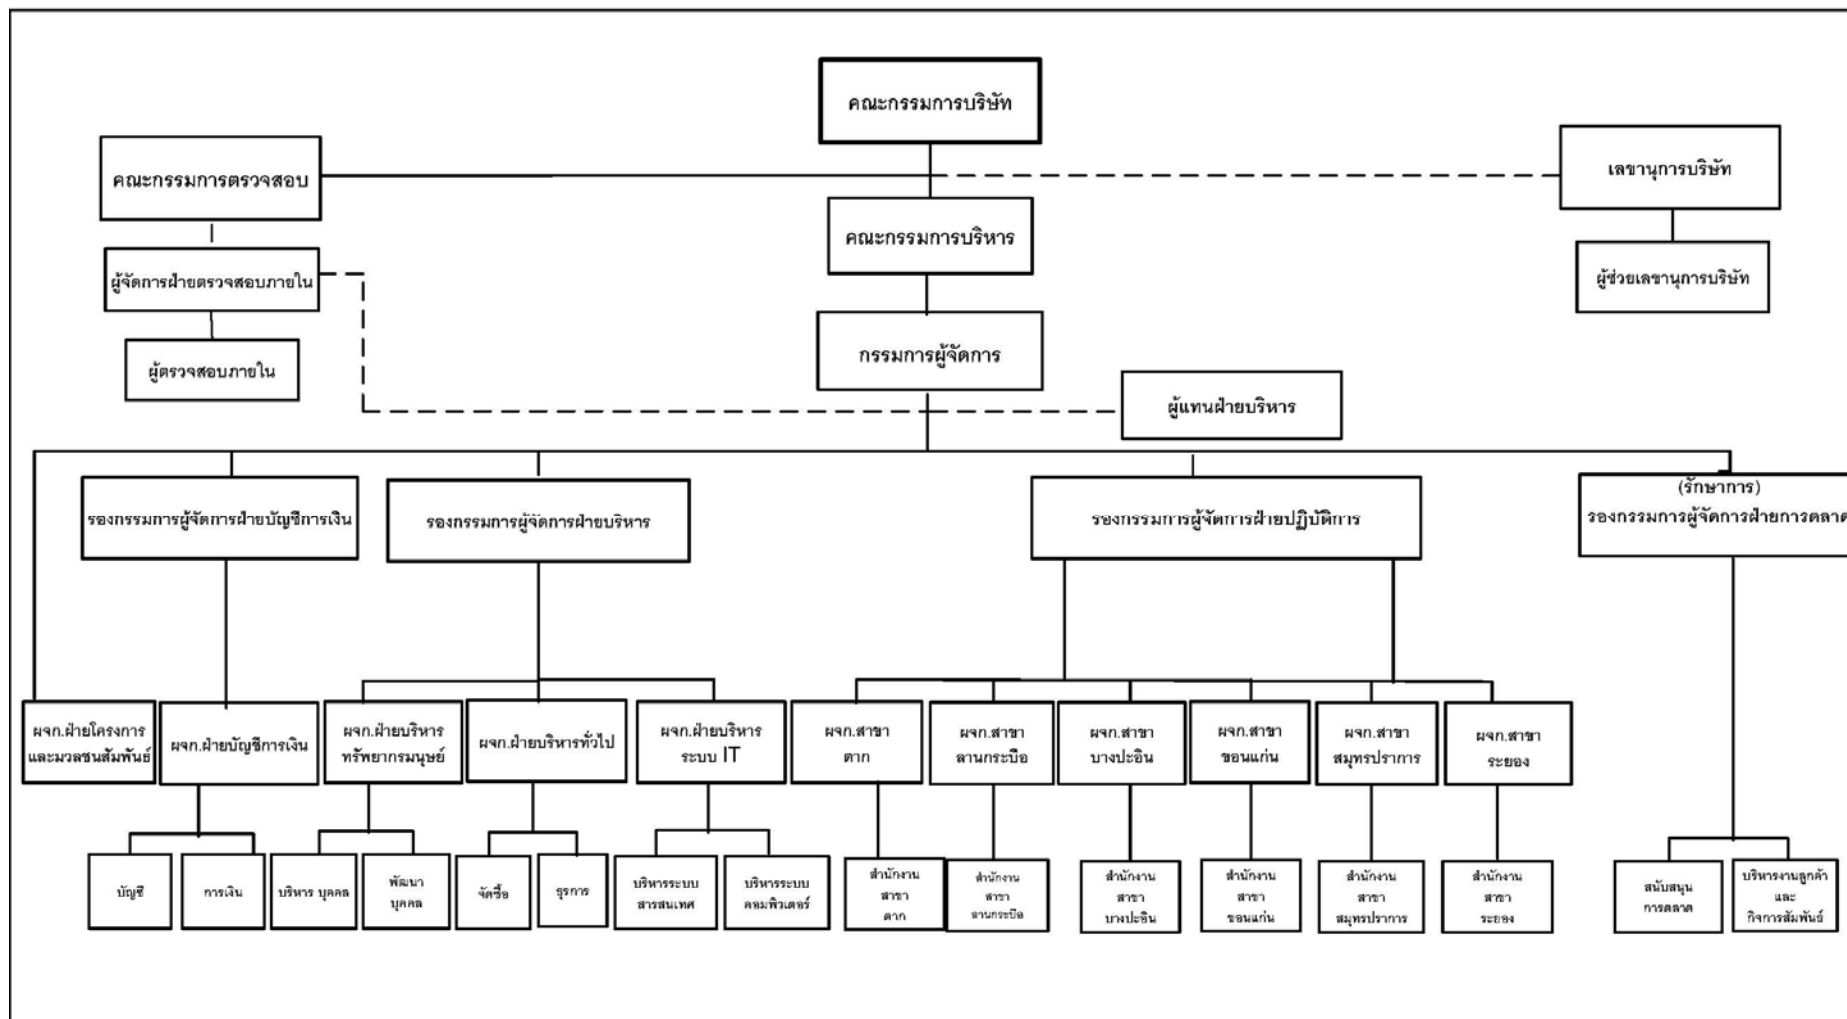 คณะกรรมการบริษัท
คณะกรรมการตรวจสอบ
เลขานุการบริษัท
คณะกรรมการบริหาร
ผู้จัดการฝ่ายตรวจสอบภายใน
ผู้ช่วยเลขานุการบริษัท
กรรมการผู้จัดการ
ผู้ตรวจสอบภายใน
ผู้แทนฝ่ายบริหาร
รองกรรมการผู้จัดการฝ่ายบัญชีการเงิน
รองกรรมการผู้จัดการฝ่ายบริหาร
รองกรรมการผู้จัดการฝ่ายปฏิบัติการ
(รักษาการ)
รองกรรมการผู้จัดการฝ่ายการตลาด
ผจก.ฝ่ายโครงการ
และมวลชนสัมพันธ์
ผจก.ฝ่ายบัญชีการเงิน
ผจก.ฝ่ายบริหาร
ทรัพยากรมนุษย์
ผจก.ฝ่ายบริหารทั่วไป
ผจก.ฝ่ายบริหาร
ระบบ IT
ผจก.สาขา
ตาก
ผจก.สาขา
ลานกระบือ
ผจก.สาขา
บางปะอิน
ผจก.สาขา
ขอนแก่น
ผจก.สาขา
สมุทรปราการ
ผจก.สาขา
ระยอง
บัญชี
การเงิน
บริหาร บุคคล
พัฒนา
บุคคล
จัดซื้อ
ธุรการ
บริหารระบบ
สารสนเทศ
บริหารระบบ
คอมพิวเตอร์
สำนักงาน
สาขา
ตาก
สำนักงาน
สาขา
ลานกระบือ
สำนักงาน
สาขา
บางปะอิน
สำนักงาน
สาขา
ขอนแก่น
สำนักงาน
สาขา
สมุทรปราการ
สำนักงาน
สาขา
ระยอง
สนับสนุน
การตลาด
บริหารงานลูกค้า
และ
กิจการสัมพันธ์